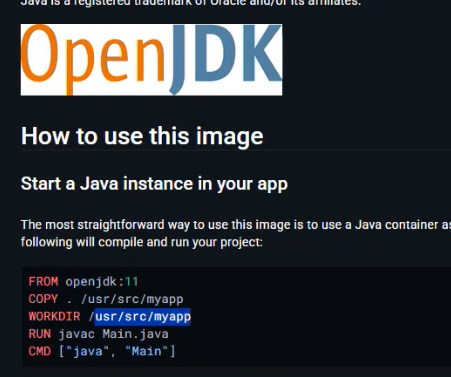 Java is a registered trademark of Oracle and/or its affiliates.
OpenJDK
How to use this image
Start a Java instance in your app
The most straightforward way to use this image is to use a Java container as
following will compile and run your project:
FROM openjdk:11
COPY . /usr/src/myapp
WORKDIR /usr/src/myapp
RUN javac Main.java
CMD ["java", "Main"]